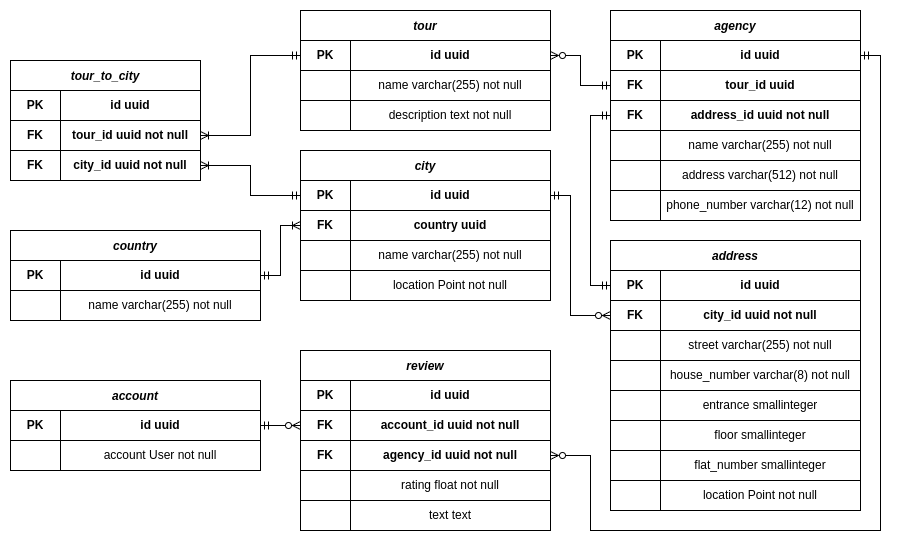 tour
PK id uuid
name varchar(255) not null
description text not null
agency
PK id uuid
FK tour_id uuid
FK address_id uuid not null
name varchar(255) not null
address varchar(512) not null
phone_number varchar(12) not null
tour_to_city
PK id uuid
FK tour_id uuid not null
FK city_id uuid not null
city
PK id uuid
FK country uuid
name varchar(255) not null
location Point not null
country
PK id uuid
name varchar(255) not null
address
PK id uuid
FK city_id uuid not null
street varchar(255) not null
house_number varchar(8) not null
entrance smallinteger
floor smallinteger
flat_number smallinteger
location Point not null
account
PK id uuid
account User not null
review
PK id uuid
FK account_id uuid not null
FK agency_id uuid not null
rating float not null
text text